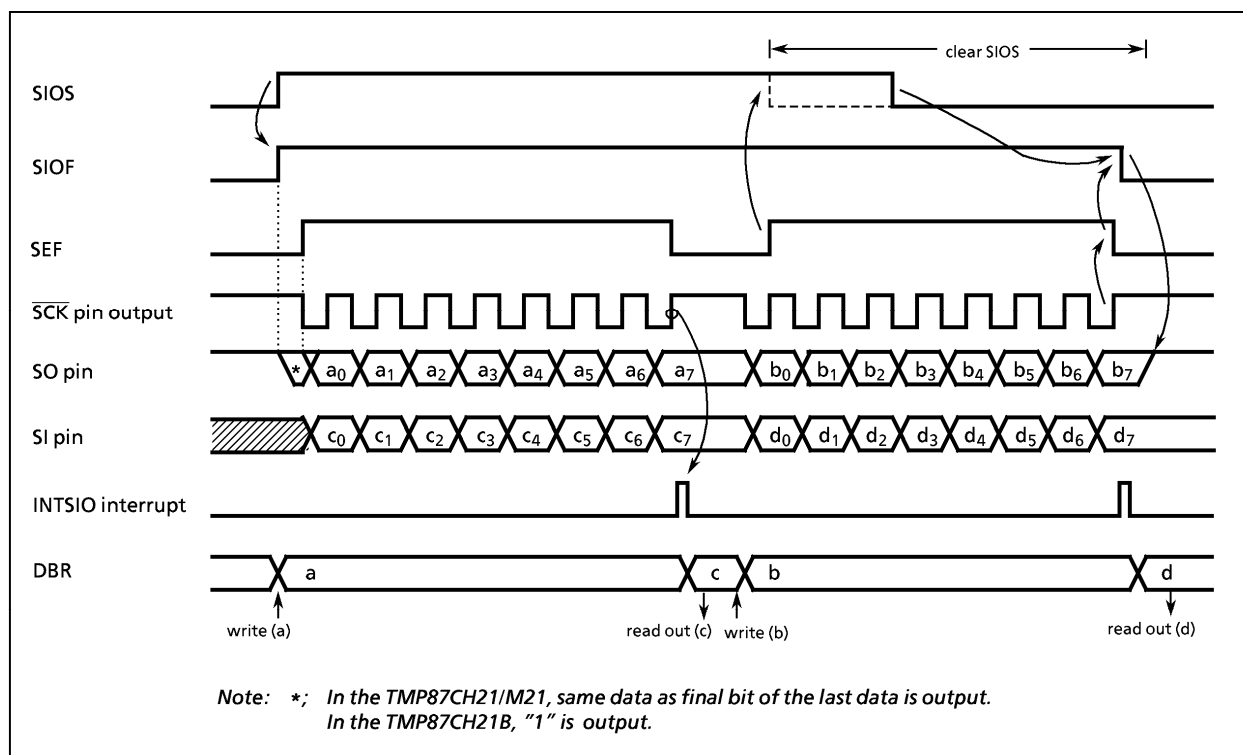 clear SIOS
SIOS
SIOF
SEF
S̅C̅K̅ pin output
SO pin * a₀ a₁ a₂ a₃ a₄ a₅ a₆ a₇ b₀ b₁ b₂ b₃ b₄ b₅ b₆ b₇
SI pin c₀ c₁ c₂ c₃ c₄ c₅ c₆ c₇ d₀ d₁ d₂ d₃ d₄ d₅ d₆ d₇
INTSIO interrupt
DBR a c b d
write (a) read out (c) write (b) read out (d)
Note: *; In the TMP87CH21/M21, same data as final bit of the last data is output.
In the TMP87CH21B, "1" is output.